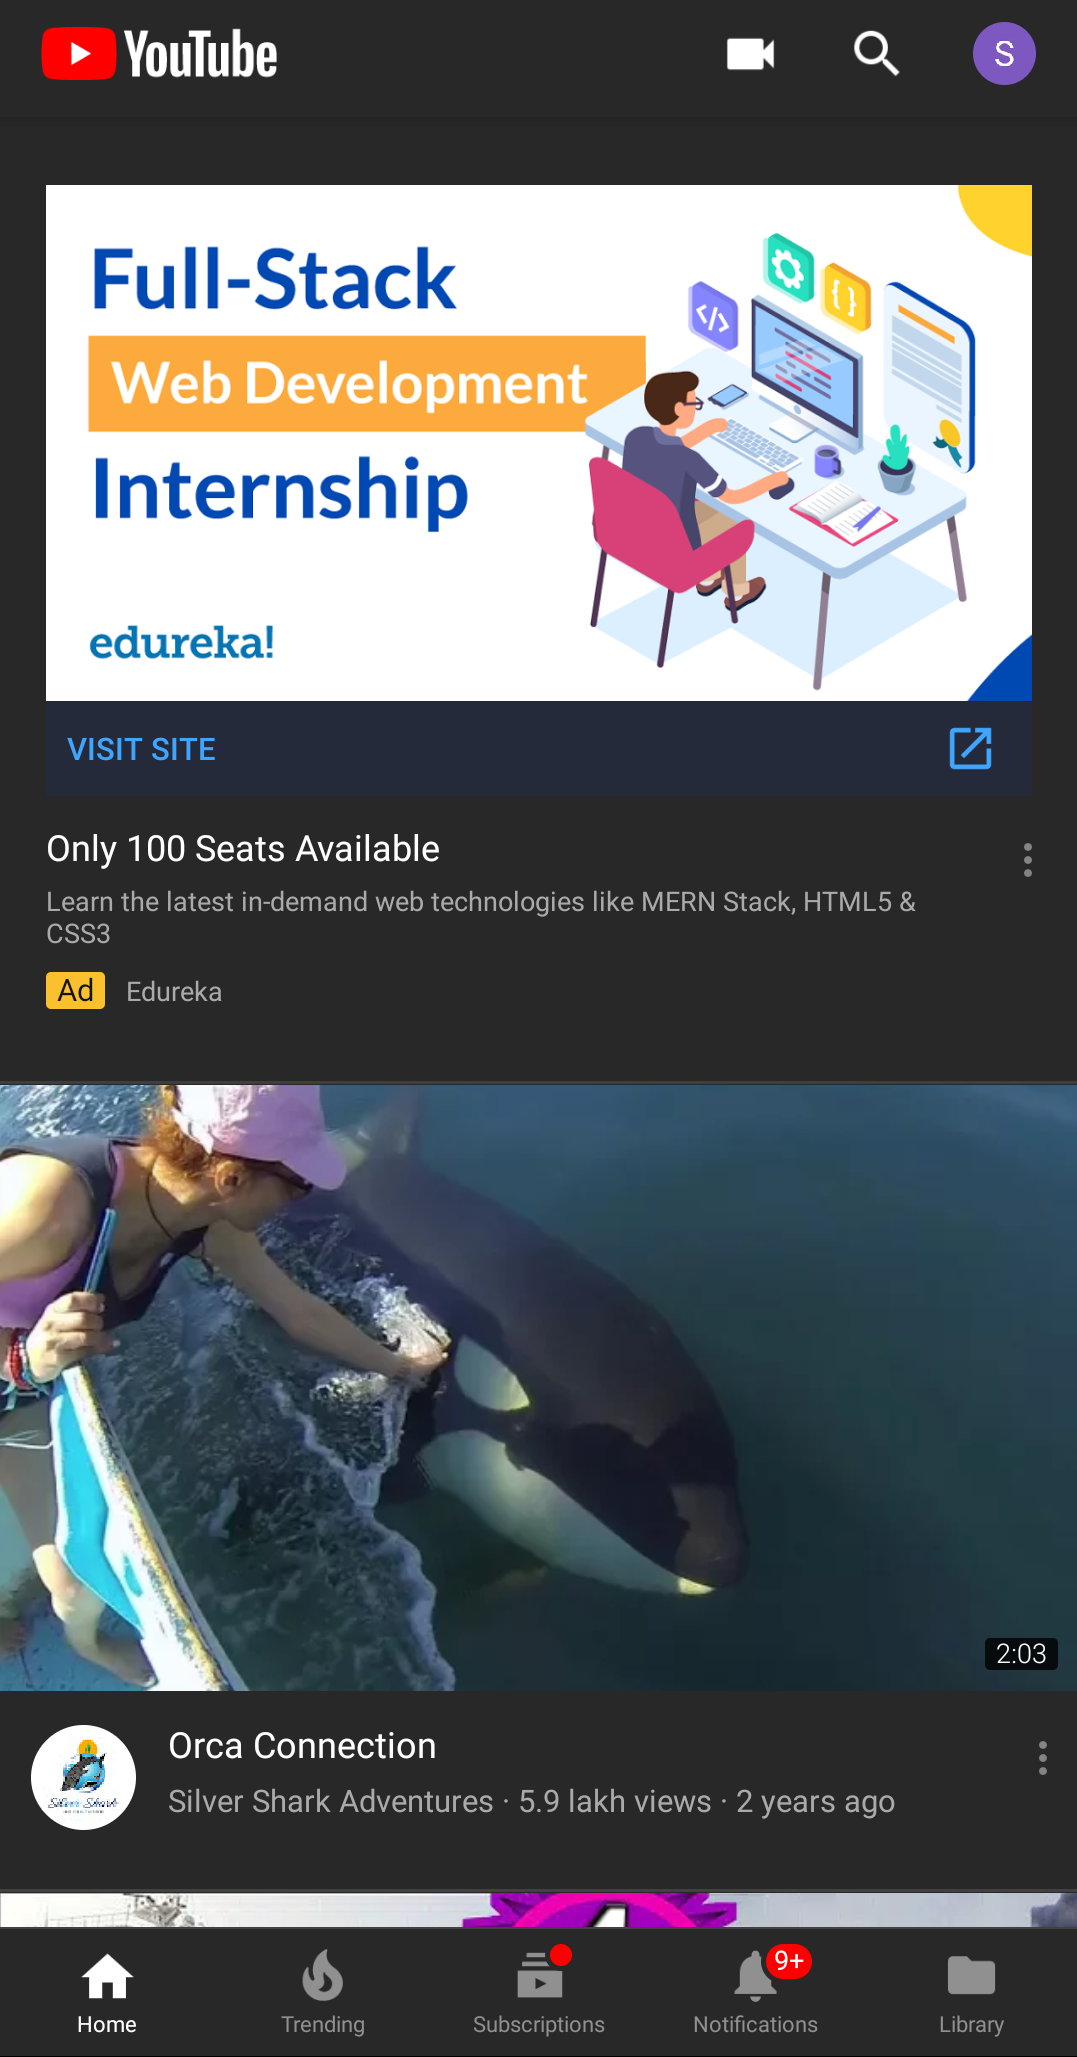 YouTube
S
Full-Stack
Web Development
Internship
edureka!
VISIT SITE
Only 100 Seats Available
Learn the latest in-demand web technologies like MERN Stack, HTML5 &
CSS3
Ad Edureka
2:03
Orca Connection
Silver Shark Adventures · 5.9 lakh views · 2 years ago
Silver Shark
9+
Home Trending Subscriptions Notifications Library